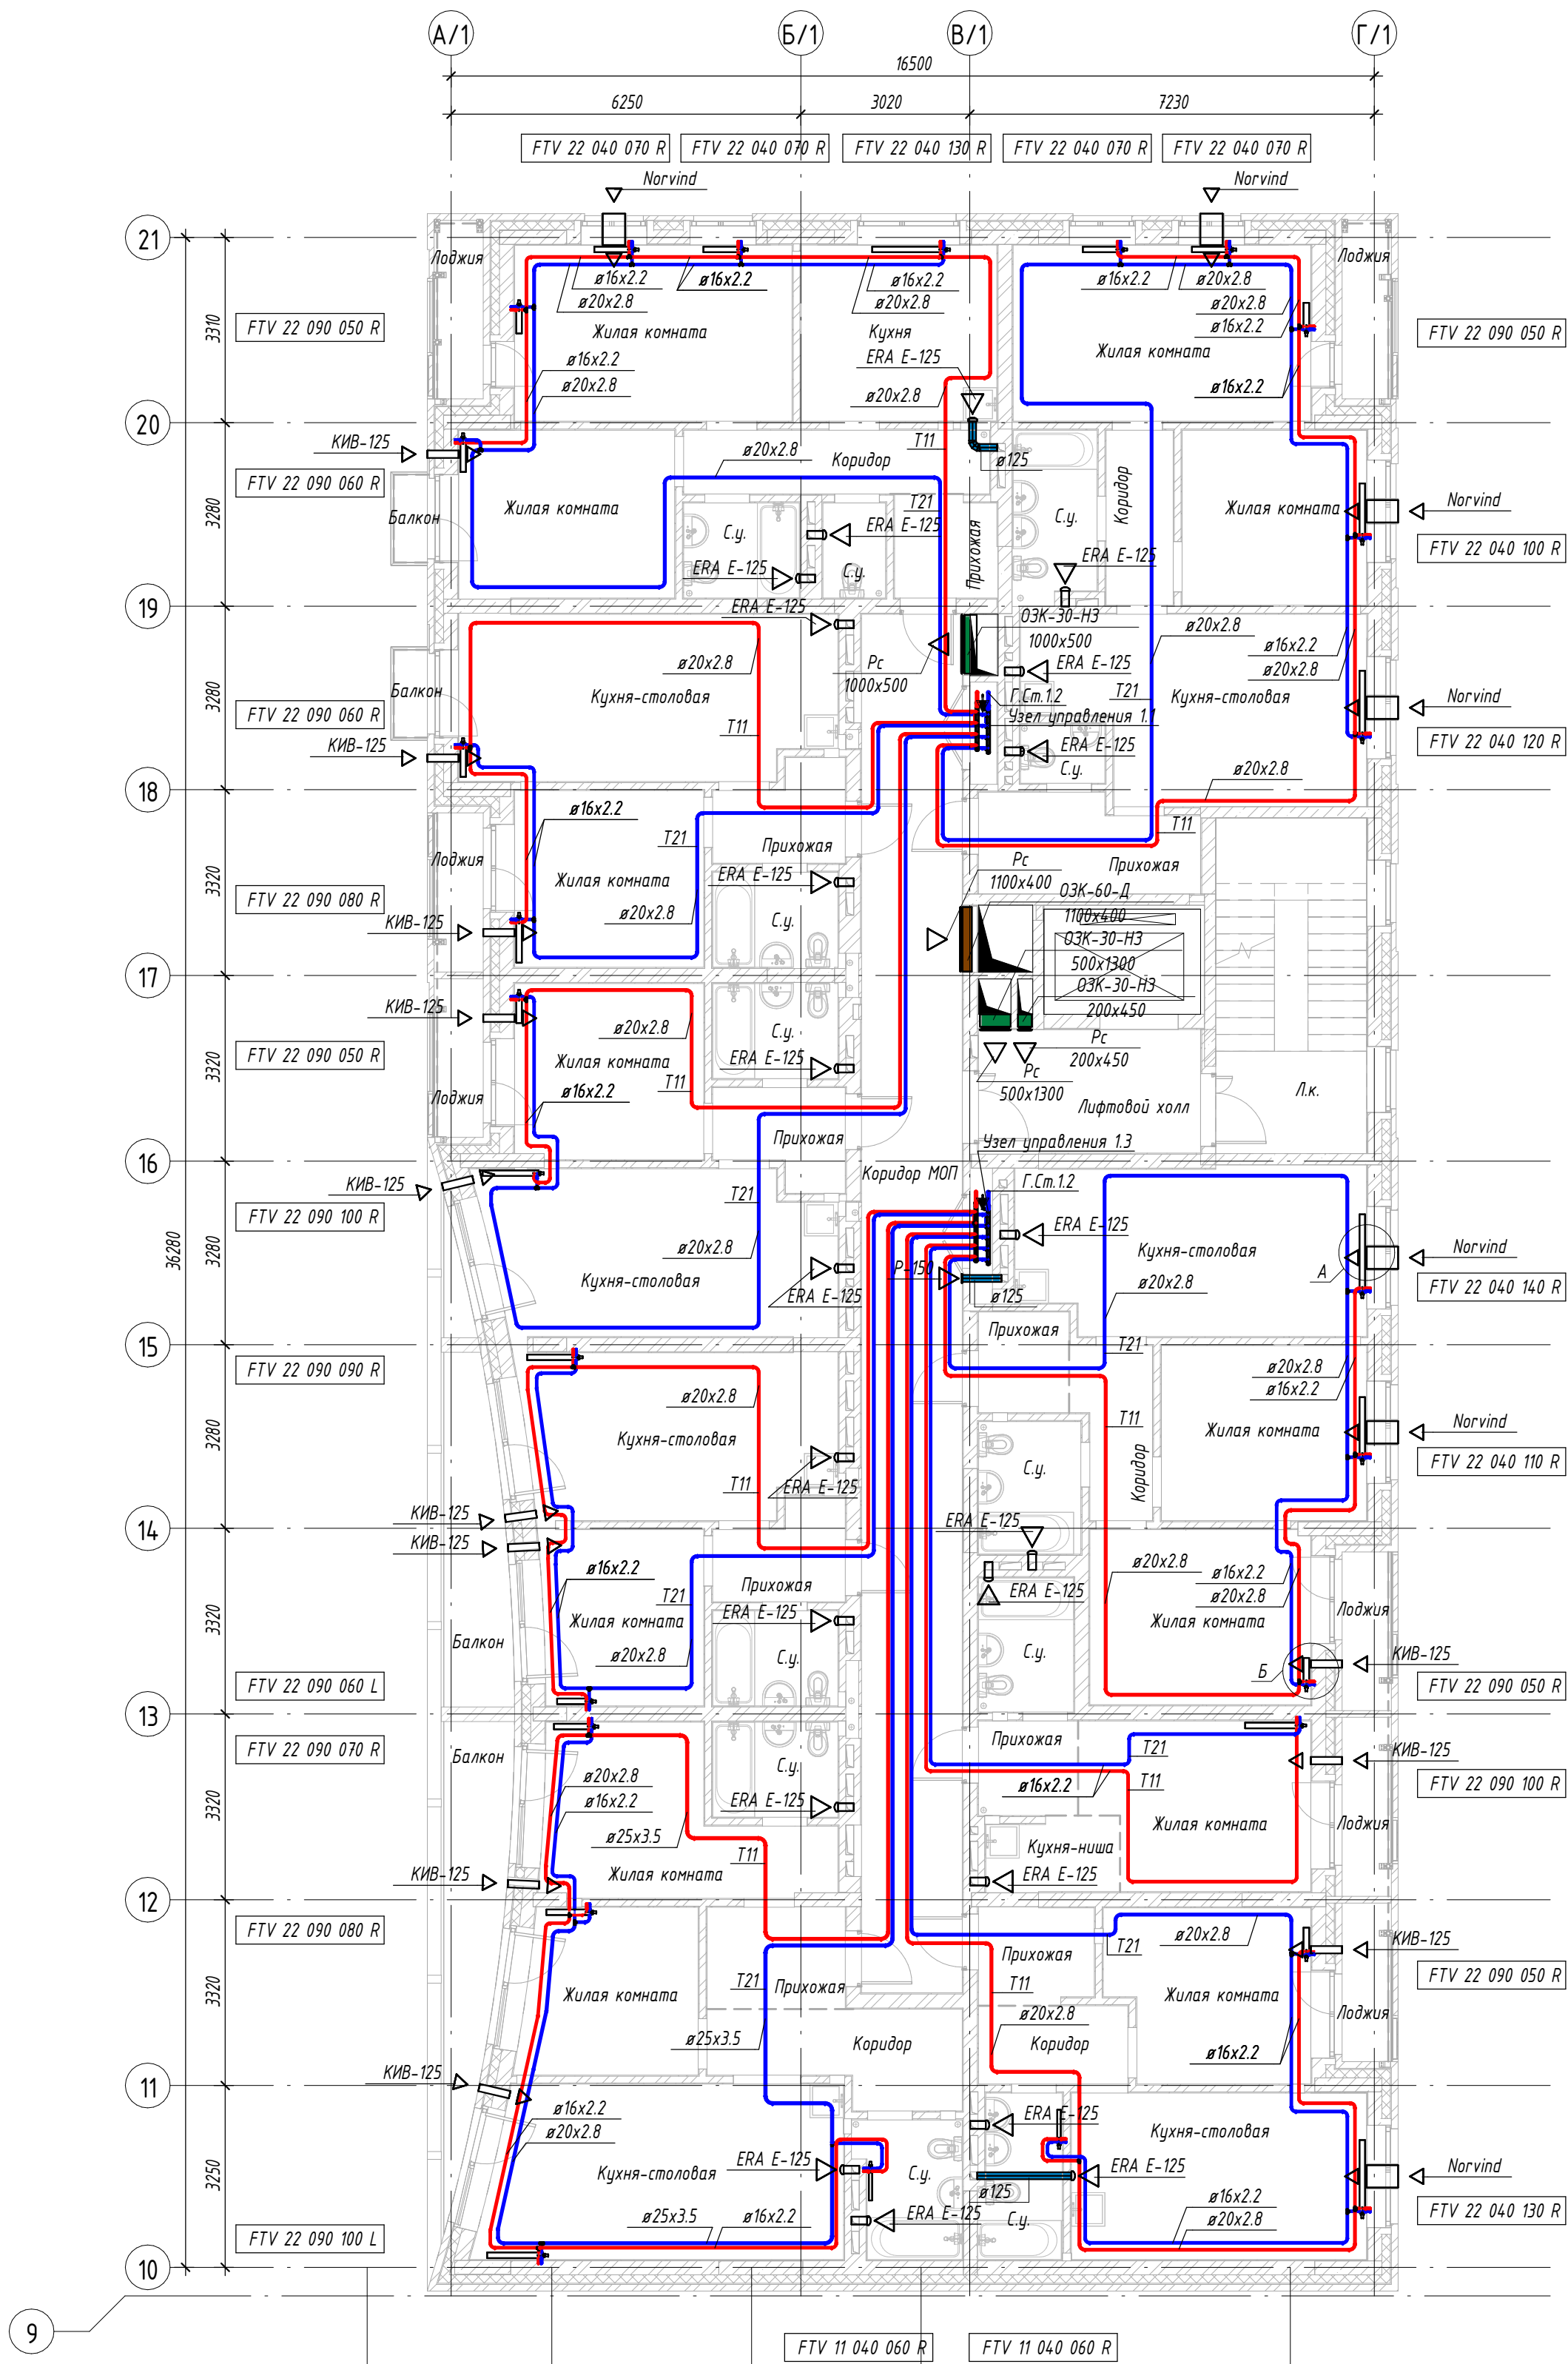 А/1
Б/1
В/1
Г/1
16500
6250
3020
7230
FTV 22 040 070 R
FTV 22 040 070 R
FTV 22 040 130 R
FTV 22 040 070 R
FTV 22 040 070 R
Norvind
Norvind
21
Лоджия
Лоджия
ø16x2.2
ø16x2.2
ø16x2.2
ø16x2.2
ø20x2.8
ø20x2.8
ø20x2.8
ø20x2.8
3310
FTV 22 090 050 R
Жилая комната
Кухня
ø16x2.2
FTV 22 090 050 R
ø16x2.2
ERA E-125
Жилая комната
ø20x2.8
ø20x2.8
ø16x2.2
20
КИВ-125
Т11
ø20x2.8
Коридор
ø125
FTV 22 090 060 R
Коридор
3280
Балкон
Жилая комната
Т21
Жилая комната
Norvind
С.у.
ERA E-125
С.у.
FTV 22 040 100 R
ERA E-125
С.у.
Прихожая
ERA E-125
19
ERA E-125
ОЗК-30-НЗ
1000x500
ø20x2.8
ø16x2.2
ø20x2.8
Рс
1000x500
ERA E-125
ø20x2.8
3280
Балкон
Кухня-столовая
Г.Ст.1.2
Т21
Кухня-столовая
FTV 22 090 060 R
Узел управления 1.1
Norvind
КИВ-125
Т11
ERA E-125
FTV 22 040 120 R
С.у.
ø20x2.8
18
ø16x2.2
Т11
Т21
Прихожая
Лоджия
Рс
Прихожая
3320
Жилая комната
ERA E-125
1100x400
ОЗК-60-Д
FTV 22 090 080 R
ø20x2.8
С.у.
1100x400
КИВ-125
ОЗК-30-НЗ
500x1300
17
ОЗК-30-НЗ
КИВ-125
200x450
ø20x2.8
С.у.
Рс
FTV 22 090 050 R
Жилая комната
ERA E-125
200x450
3320
Т11
Рс
500x1300
Лоджия
ø16x2.2
Лифтовой холл
Л.к.
Прихожая
Узел управления 1.3
16
Коридор МОП
КИВ-125
Т21
Г.Ст.1.2
FTV 22 090 100 R
ERA E-125
36280
3280
ø20x2.8
Кухня-столовая
Norvind
Р-150
А
Кухня-столовая
ø20x2.8
FTV 22 040 140 R
ERA E-125
ø125
Прихожая
15
Т21
FTV 22 090 090 R
ø20x2.8
ø20x2.8
ø16x2.2
3280
Т11
Norvind
Кухня-столовая
Жилая комната
С.у.
FTV 22 040 110 R
Т11
Коридор
ERA E-125
КИВ-125
14
ERA E-125
КИВ-125
ø16x2.2
ø20x2.8
ø16x2.2
Прихожая
Т21
ERA E-125
ø20x2.8
3320
Жилая комната
ERA E-125
Жилая комната
Лоджия
Балкон
ø20x2.8
С.у.
С.у.
КИВ-125
Б
FTV 22 090 060 L
FTV 22 090 050 R
13
Прихожая
FTV 22 090 070 R
Балкон
Т21
КИВ-125
С.у.
ø20x2.8
ø16x2.2
Т11
FTV 22 090 100 R
ø16x2.2
ERA E-125
3320
ø25x3.5
Жилая комната
Лоджия
Т11
Кухня-ниша
Жилая комната
КИВ-125
ERA E-125
12
FTV 22 090 080 R
ø20x2.8
КИВ-125
Т21
Прихожая
Т21
Прихожая
Т11
FTV 22 090 050 R
3320
Жилая комната
Жилая комната
ø20x2.8
Лоджия
ø25x3.5
Коридор
Коридор
ø16x2.2
КИВ-125
11
ø16x2.2
ERA E-125
ø20x2.8
Кухня-столовая
3250
ERA E-125
Кухня-столовая
С.у.
ERA E-125
Norvind
ø125
ø16x2.2
FTV 22 040 130 R
ø25x3.5
ø16x2.2
ERA E-125
С.у.
ø20x2.8
FTV 22 090 100 L
10
9
FTV 11 040 060 R
FTV 11 040 060 R